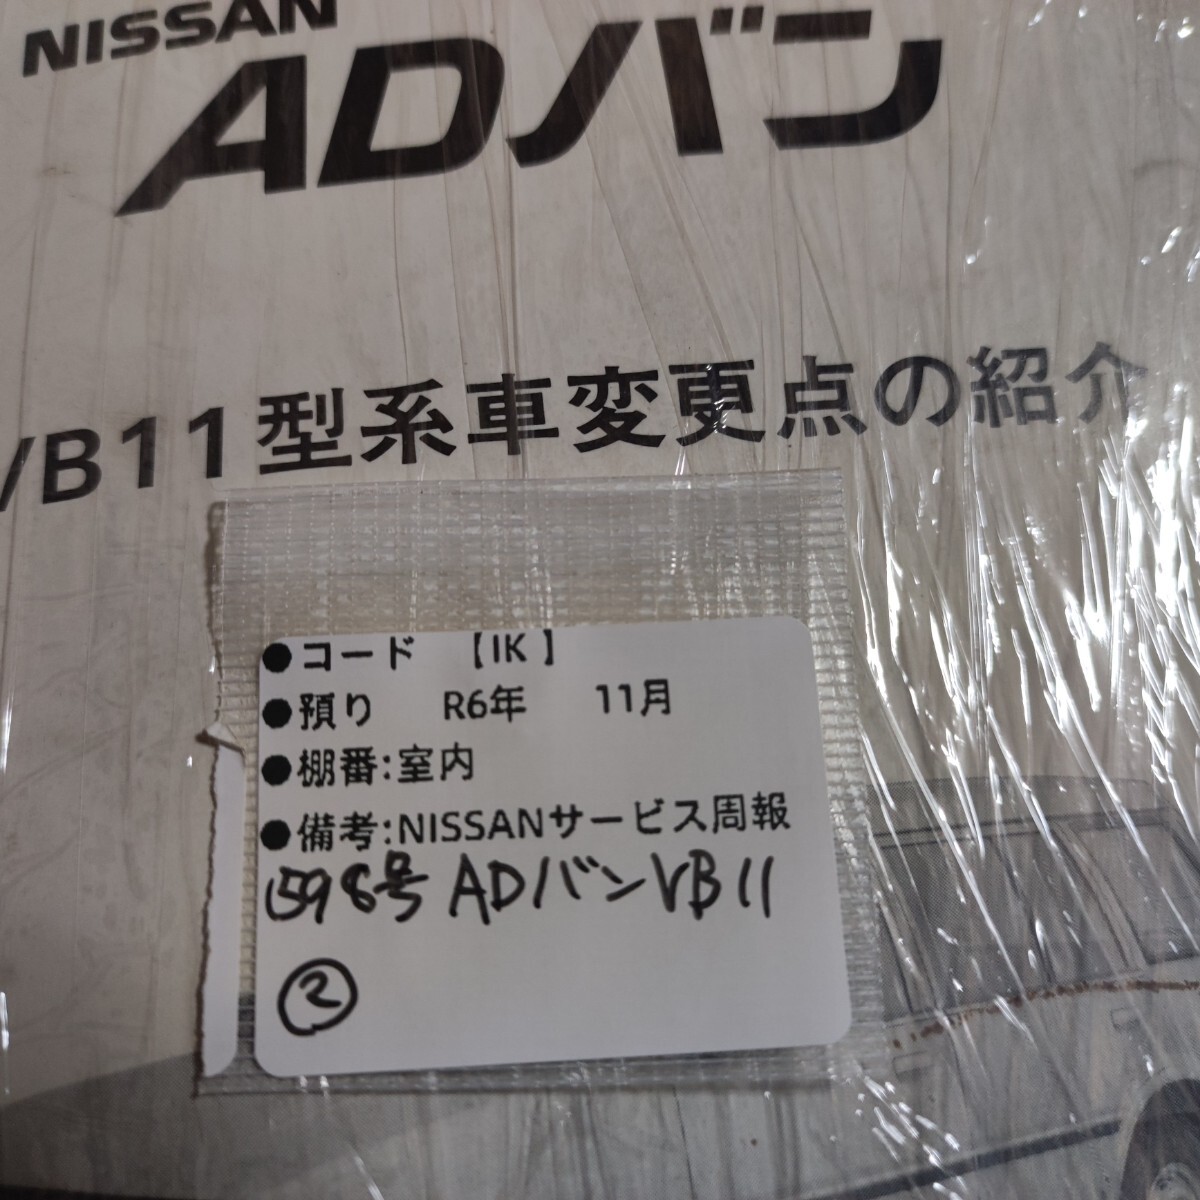 NISSAN
ADバン
VB11型系車変更点の紹介
●コード 【IK】
●預り R6年 11月
●棚番:室内
●備考:NISSANサービス周報
598号 ADバンVB11
②